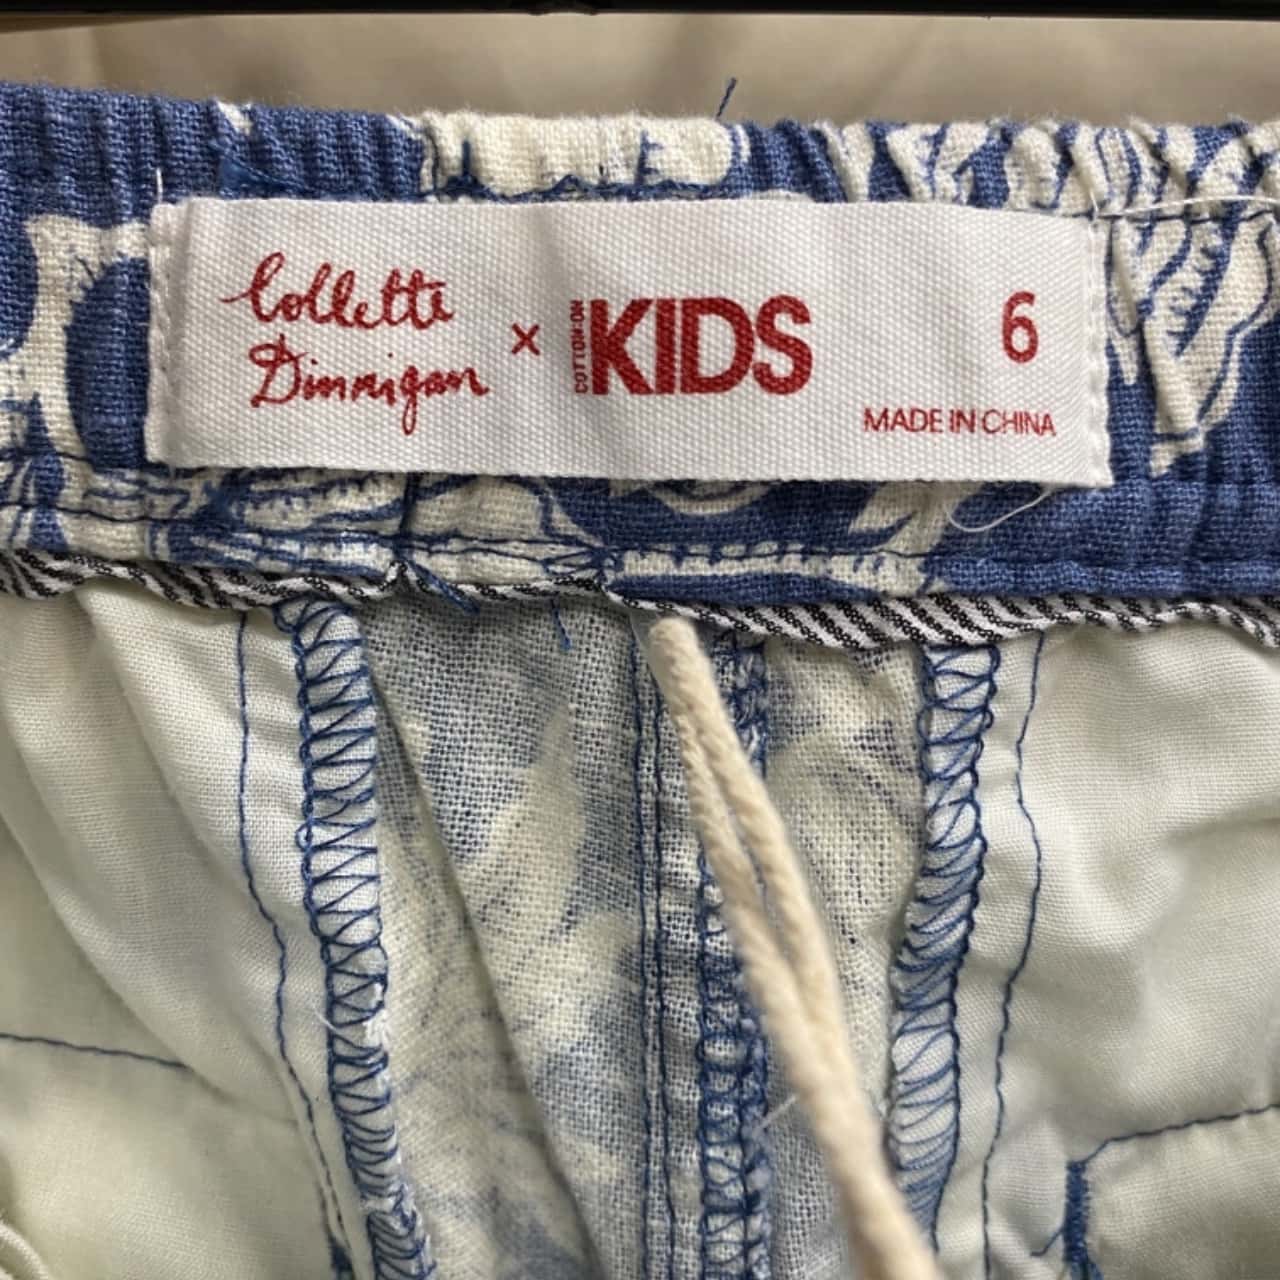 Collette
Dinnigan
x
COTTON:ON
KIDS
6
MADE IN CHINA